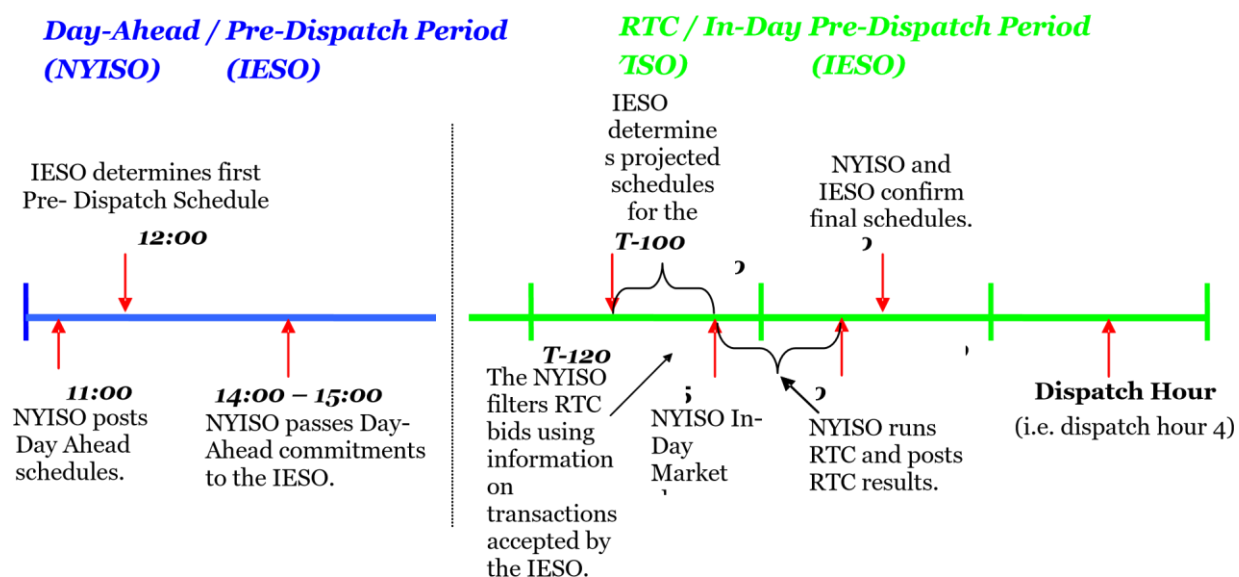 Day-Ahead / Pre-Dispatch Period
(NYISO) (IESO)
RTC / In-Day Pre-Dispatch Period
ISO) (IESO)
IESO
determine
s projected
schedules
for the
T-100
IESO determines first
Pre- Dispatch Schedule
12:00
NYISO and
IESO confirm
final schedules.
11:00
NYISO posts
Day Ahead
schedules.
14:00 – 15:00
NYISO passes Day-
Ahead commitments
to the IESO.
T-120
The NYISO
filters RTC
bids using
information
on
transactions
accepted by
the IESO.
NYISO In-
Day
Market
NYISO runs
RTC and posts
RTC results.
Dispatch Hour
(i.e. dispatch hour 4)